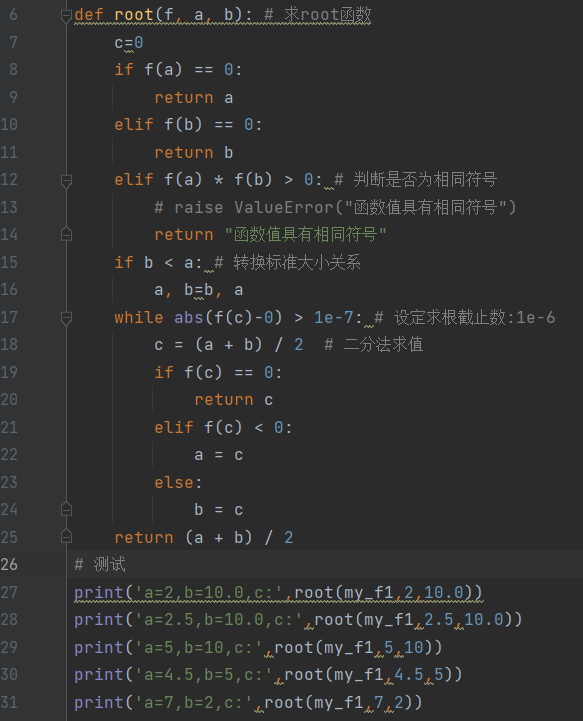 6 def root(f, a, b): # 求root函数
7     c=0
8     if f(a) == 0:
9         return a
10     elif f(b) == 0:
11         return b
12     elif f(a) * f(b) > 0: # 判断是否为相同符号
13         # raise ValueError("函数值具有相同符号")
14         return "函数值具有相同符号"
15     if b < a: # 转换标准大小关系
16         a, b=b, a
17     while abs(f(c)-0) > 1e-7: # 设定求根截止数:1e-6
18         c = (a + b) / 2  # 二分法求值
19         if f(c) == 0:
20             return c
21         elif f(c) < 0:
22             a = c
23         else:
24             b = c
25     return (a + b) / 2
26 # 测试
27 print('a=2,b=10.0,c:',root(my_f1,2,10.0))
28 print('a=2.5,b=10.0,c:',root(my_f1,2.5,10.0))
29 print('a=5,b=10,c:',root(my_f1,5,10))
30 print('a=4.5,b=5,c:',root(my_f1,4.5,5))
31 print('a=7,b=2,c:',root(my_f1,7,2))